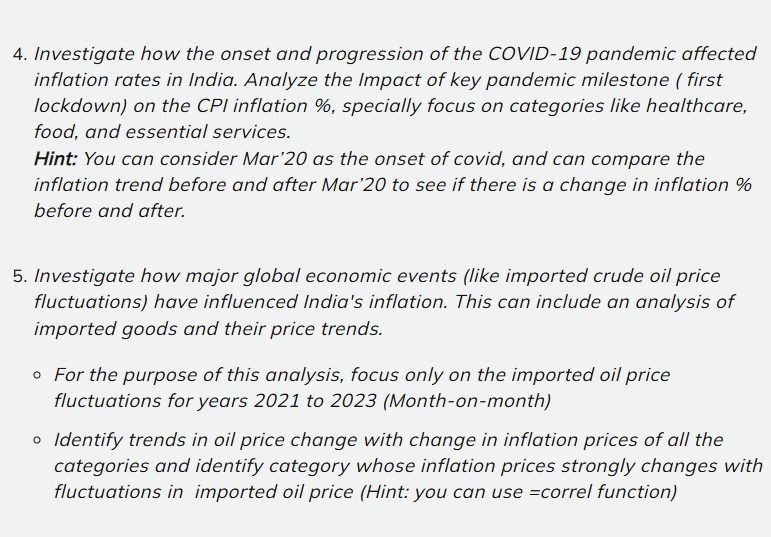 4. Investigate how the onset and progression of the COVID-19 pandemic affected
inflation rates in India. Analyze the Impact of key pandemic milestone ( first
lockdown) on the CPI inflation %, specially focus on categories like healthcare,
food, and essential services.
Hint: You can consider Mar'20 as the onset of covid, and can compare the
inflation trend before and after Mar'20 to see if there is a change in inflation %
before and after.
5. Investigate how major global economic events (like imported crude oil price
fluctuations) have influenced India's inflation. This can include an analysis of
imported goods and their price trends.
○ For the purpose of this analysis, focus only on the imported oil price
fluctuations for years 2021 to 2023 (Month-on-month)
○ Identify trends in oil price change with change in inflation prices of all the
categories and identify category whose inflation prices strongly changes with
fluctuations in imported oil price (Hint: you can use =correl function)